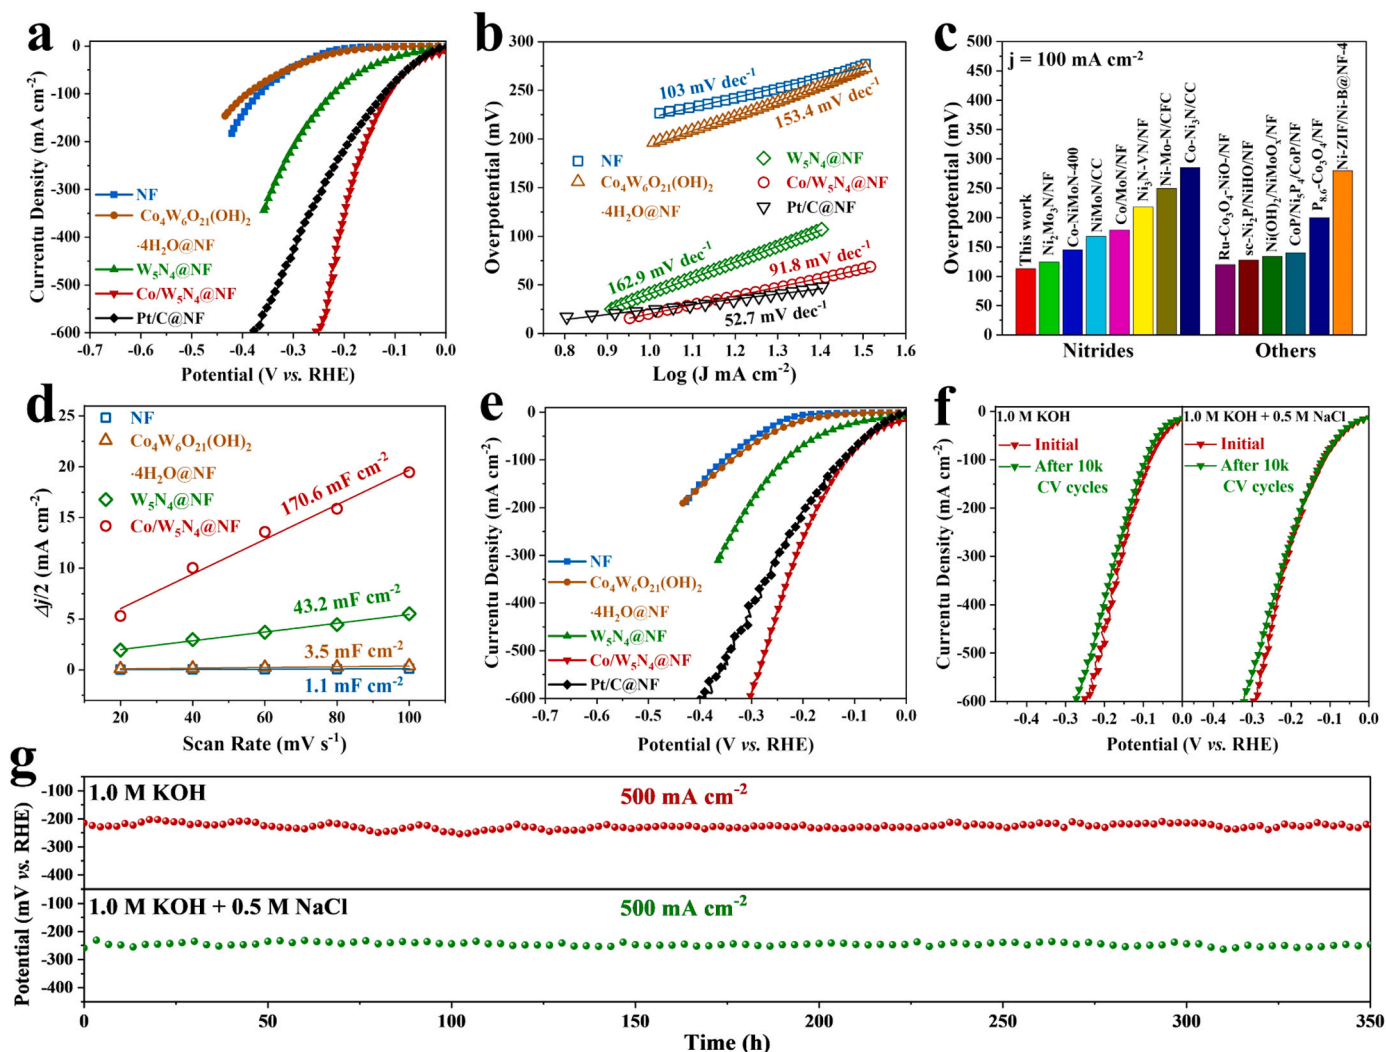 a
0
-100
-200
-300
-400
-500
-600
Currentu Density (mA cm-2)
NF
Co4W6O21(OH)2
·4H2O@NF
W5N4@NF
Co/W5N4@NF
Pt/C@NF
-0.7 -0.6 -0.5 -0.4 -0.3 -0.2 -0.1 0.0
Potential (V vs. RHE)
b
300
250
200
150
100
50
0
Overpotential (mV)
103 mV dec-1
153.4 mV dec-1
NF
Co4W6O21(OH)2
·4H2O@NF
W5N4@NF
Co/W5N4@NF
Pt/C@NF
162.9 mV dec-1
91.8 mV dec-1
52.7 mV dec-1
0.8 0.9 1.0 1.1 1.2 1.3 1.4 1.5 1.6
Log (J mA cm-2)
c
500
450
400
350
300
250
200
150
100
50
0
Overpotential (mV)
j = 100 mA cm-2
This work
Ni2Mo3N/NF
Co-NiMoN-400
NiMoN/CC
Co/MoN/NF
Ni3N-VN/NF
Ni-Mo-N/CFC
Co-Ni3N/CC
Ru-Co3O4-NiO-/NF
sc-Ni2P/NiHO/NF
Ni(OH)2/NiMoOx/NF
CoP/Ni5P4/CoP/NF
P8.6-Co3O4/NF
Ni-ZIF/Ni-B@NF-4
Nitrides Others
d
25
20
15
10
5
0
Δj/2 (mA cm-2)
NF
Co4W6O21(OH)2
·4H2O@NF
W5N4@NF
Co/W5N4@NF
170.6 mF cm-2
43.2 mF cm-2
3.5 mF cm-2
1.1 mF cm-2
20 40 60 80 100
Scan Rate (mV s-1)
e
0
-100
-200
-300
-400
-500
-600
Currentu Density (mA cm-2)
NF
Co4W6O21(OH)2
·4H2O@NF
W5N4@NF
Co/W5N4@NF
Pt/C@NF
-0.7 -0.6 -0.5 -0.4 -0.3 -0.2 -0.1 0.0
Potential (V vs. RHE)
f
0
-100
-200
-300
-400
-500
-600
Currentu Density (mA cm-2)
1.0 M KOH
Initial
After 10k
CV cycles
1.0 M KOH + 0.5 M NaCl
Initial
After 10k
CV cycles
-0.4 -0.3 -0.2 -0.1 0.0 -0.4 -0.3 -0.2 -0.1 0.0
Potential (V vs. RHE)
g
Potential (mV vs. RHE)
-100
-200
-300
-400
1.0 M KOH
500 mA cm-2
-100
-200
-300
-400
1.0 M KOH + 0.5 M NaCl
500 mA cm-2
0 50 100 150 200 250 300 350
Time (h)